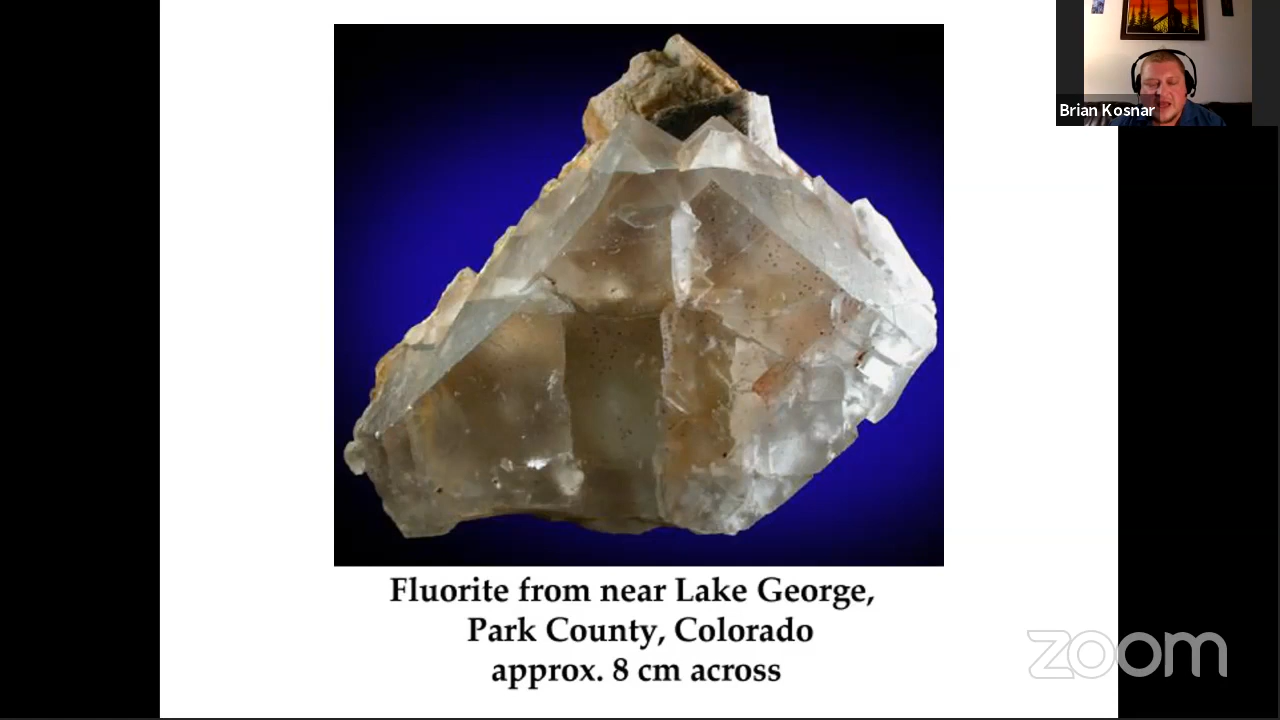 Brian Kosnar
Fluorite from near Lake George,
Park County, Colorado
approx. 8 cm across
zoom